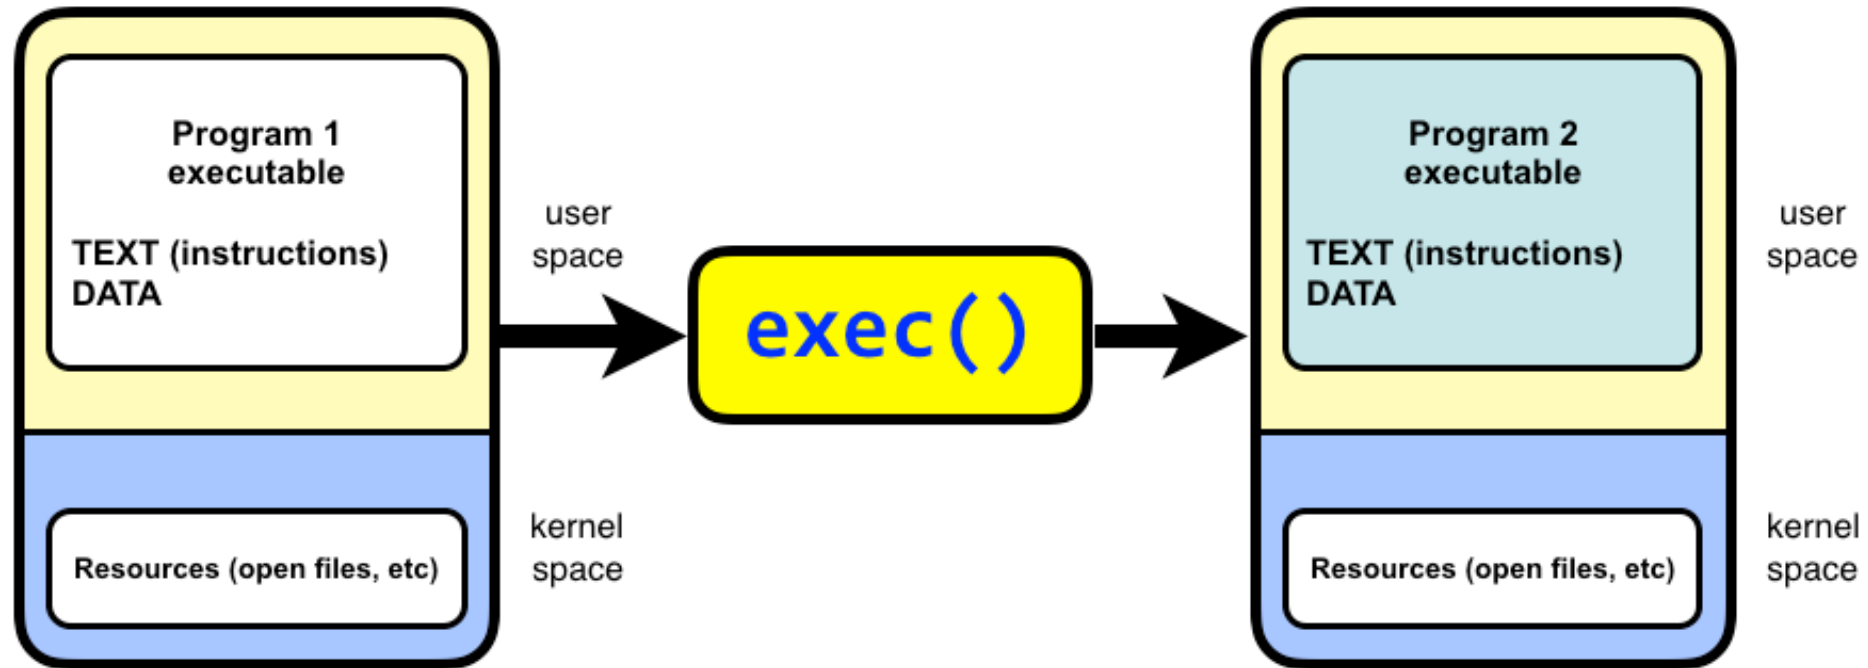 Program 1
executable
TEXT (instructions)
DATA
Resources (open files, etc)
user
space
kernel
space
exec()
Program 2
executable
TEXT (instructions)
DATA
Resources (open files, etc)
user
space
kernel
space